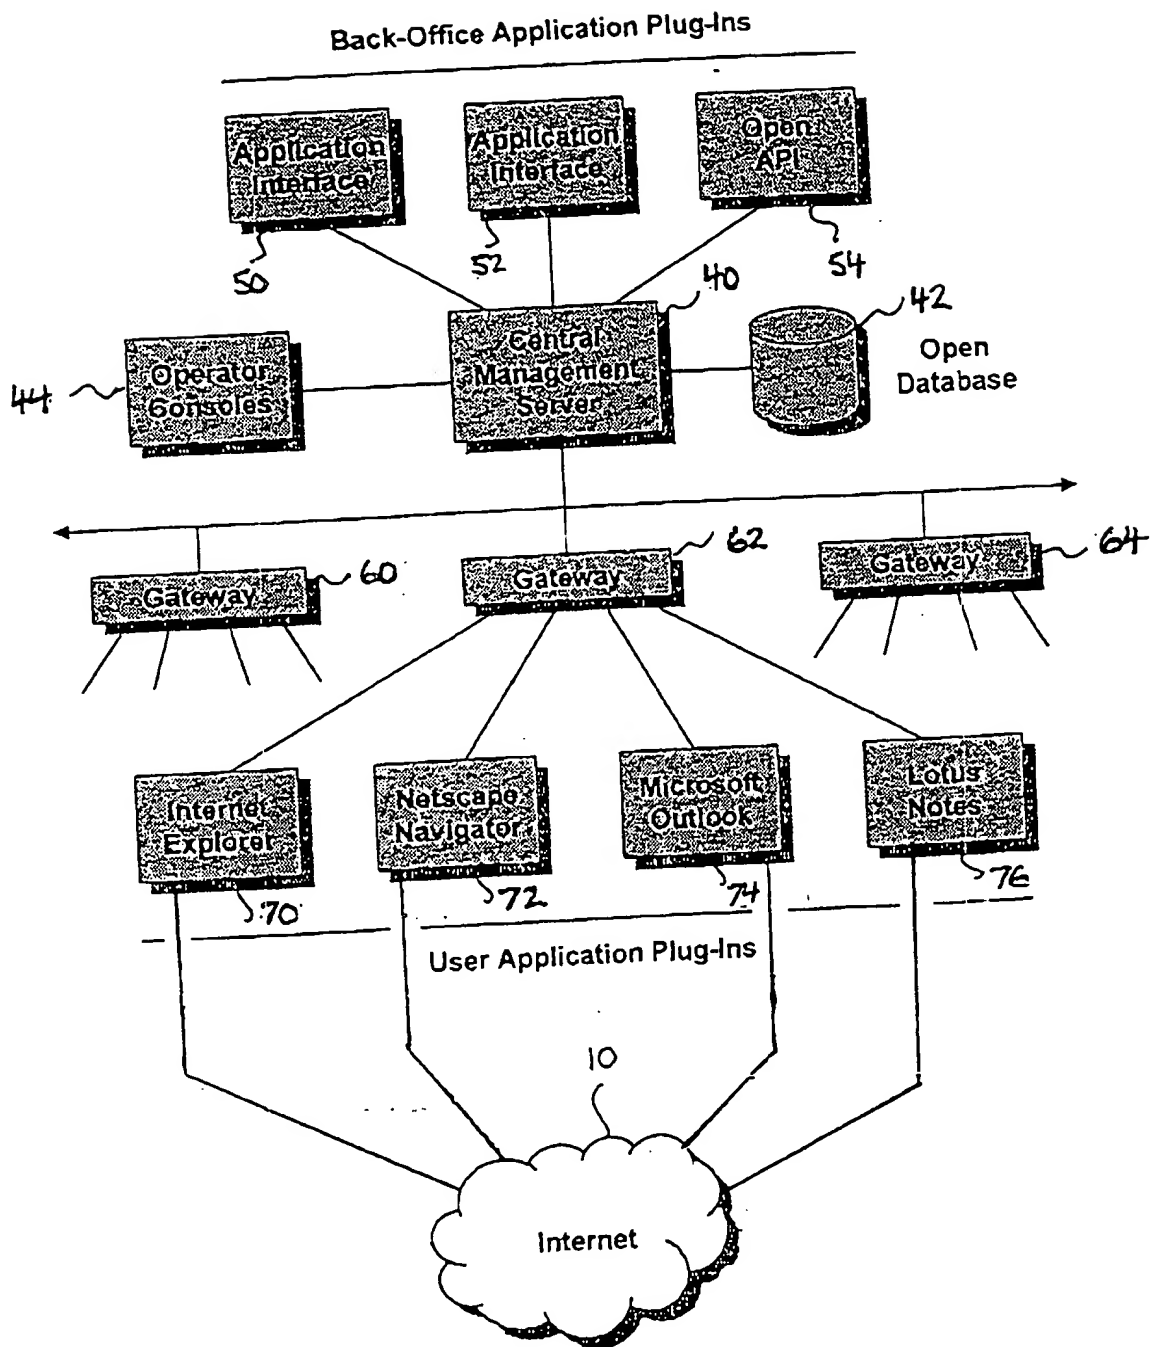 Back-Office Application Plug-Ins
Application
Interface
Application
Interface
Open
API
50
52
54
40
42
Operator
Consoles
Central
Management
Server
Open
Database
44
Gateway
60
Gateway
62
Gateway
64
Internet
Explorer
Netscape
Navigator
Microsoft
Outlook
Lotus
Notes
70
72
74
76
User Application Plug-Ins
10
Internet